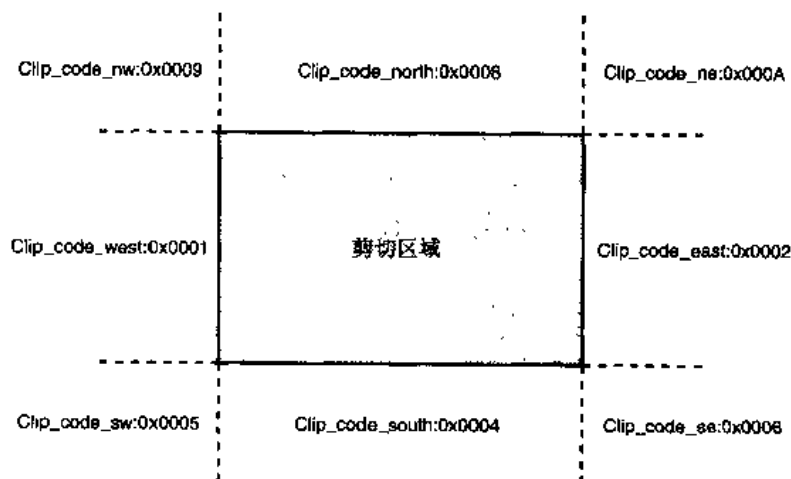 Clip_code_nw:0x0009
Clip_code_north:0x0008
Clip_code_ne:0x000A
Clip_code_west:0x0001
剪切区域
Clip_code_east:0x0002
Clip_code_sw:0x0005
Clip_code_south:0x0004
Clip_code_se:0x0006